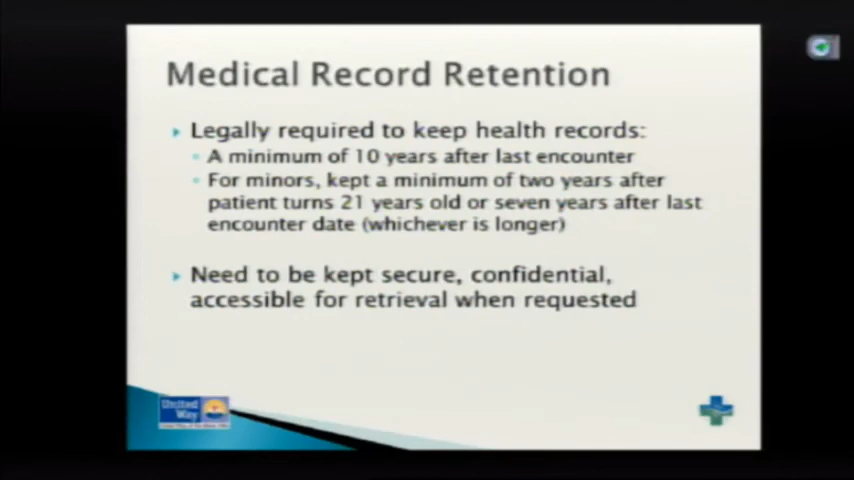 Medical Record Retention
Legally required to keep health records:
A minimum of 10 years after last encounter
For minors, kept a minimum of two years after
patient turns 21 years old or seven years after last
encounter date (whichever is longer)
Need to be kept secure, confidential,
accessible for retrieval when requested
United
Way